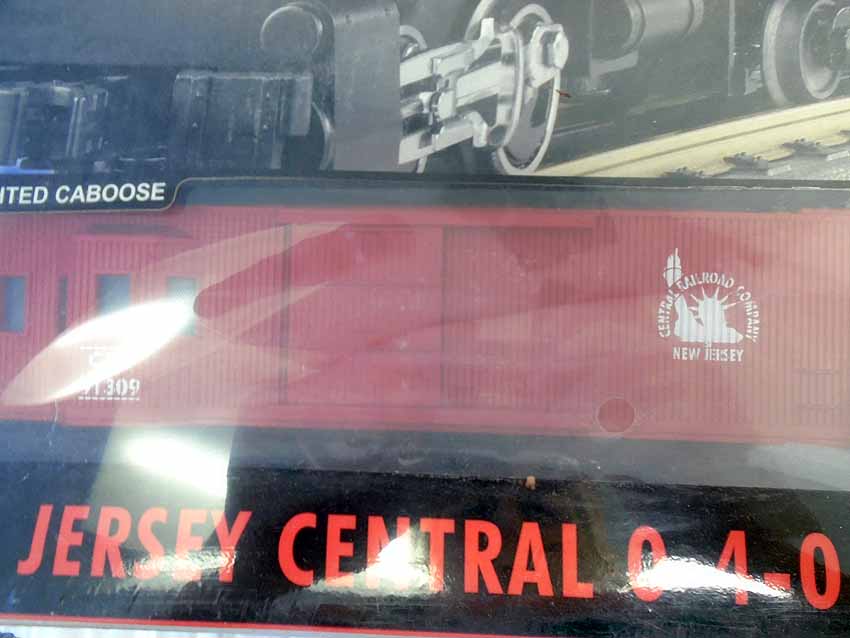 ITED CABOOSE
CENTRAL RAILROAD COMPANY
NEW JERSEY
91309
JERSEY CENTRAL 0-4-0